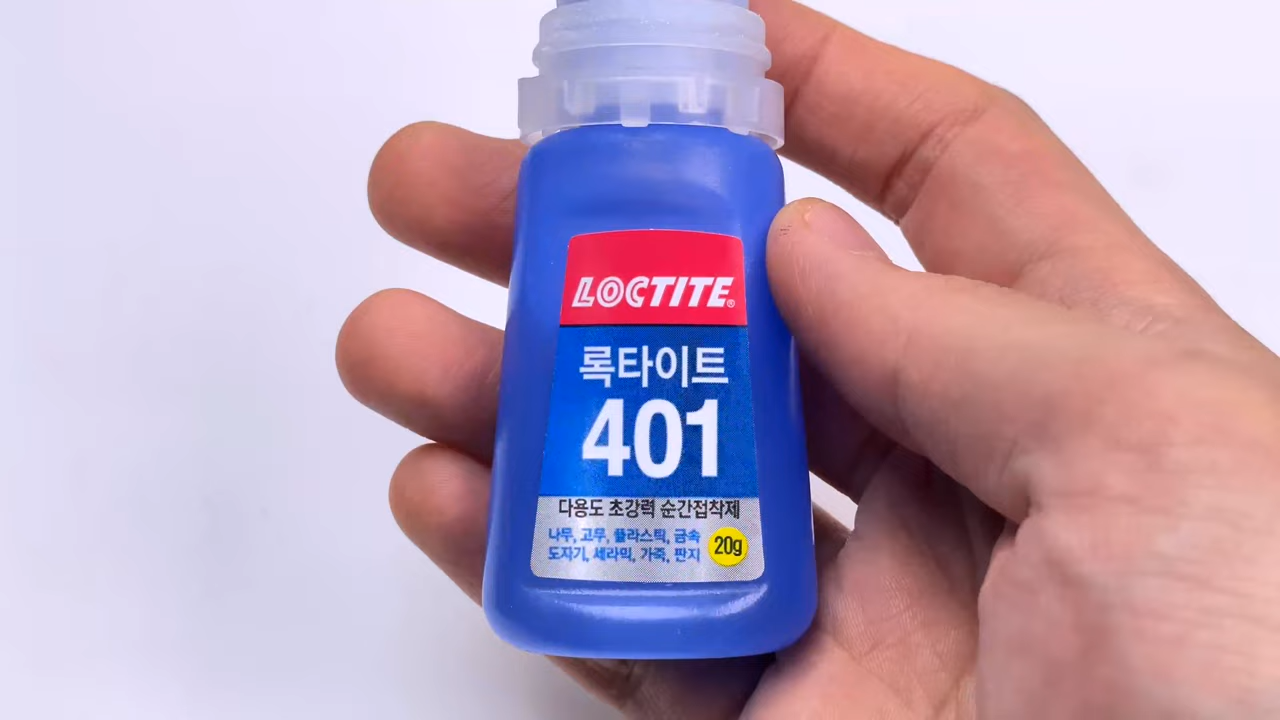 LOCTITE®
록타이트
401
다용도 초강력 순간접착제
나무, 고무, 플라스틱, 금속
도자기, 세라믹, 가죽, 판지
20g